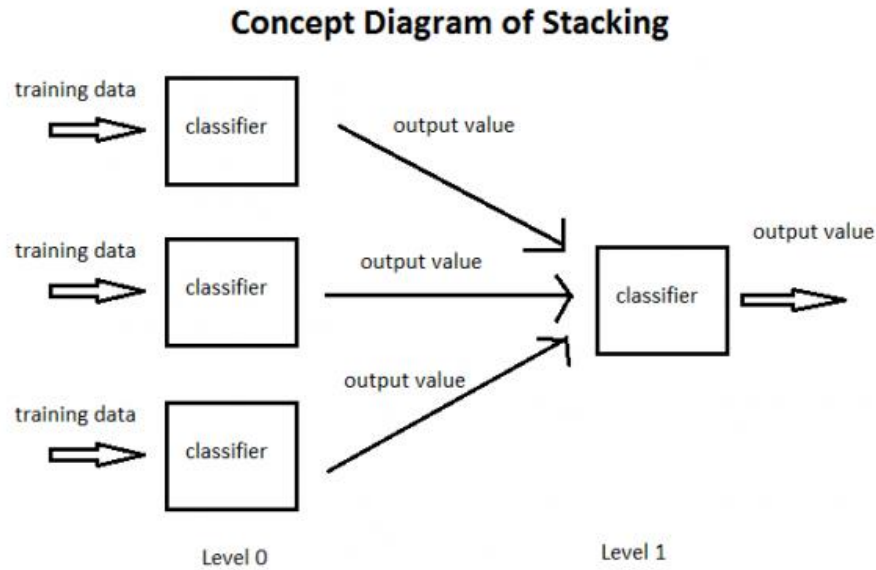 Concept Diagram of Stacking
training data
classifier
output value
training data
classifier
output value
output value
classifier
training data
classifier
output value
Level 0
Level 1